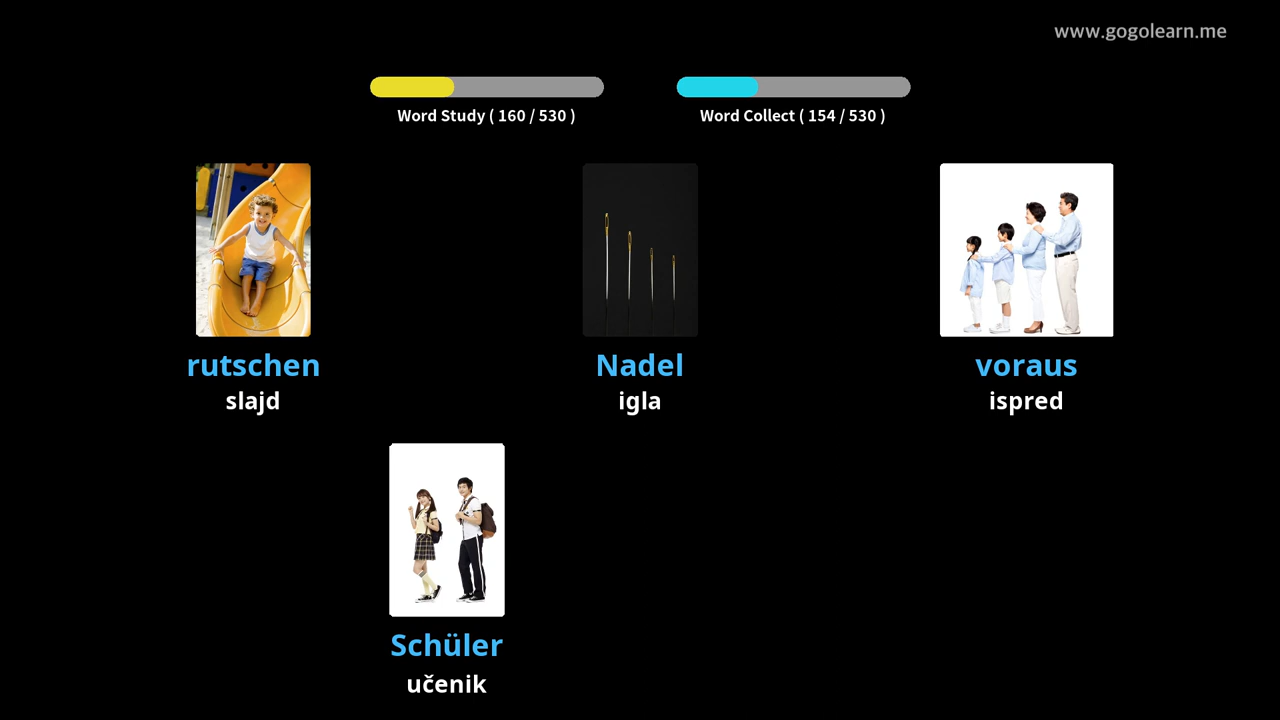 www.gogolearn.me
Word Study ( 160 / 530 )
Word Collect ( 154 / 530 )
rutschen
slajd
Nadel
igla
voraus
ispred
Schüler
učenik